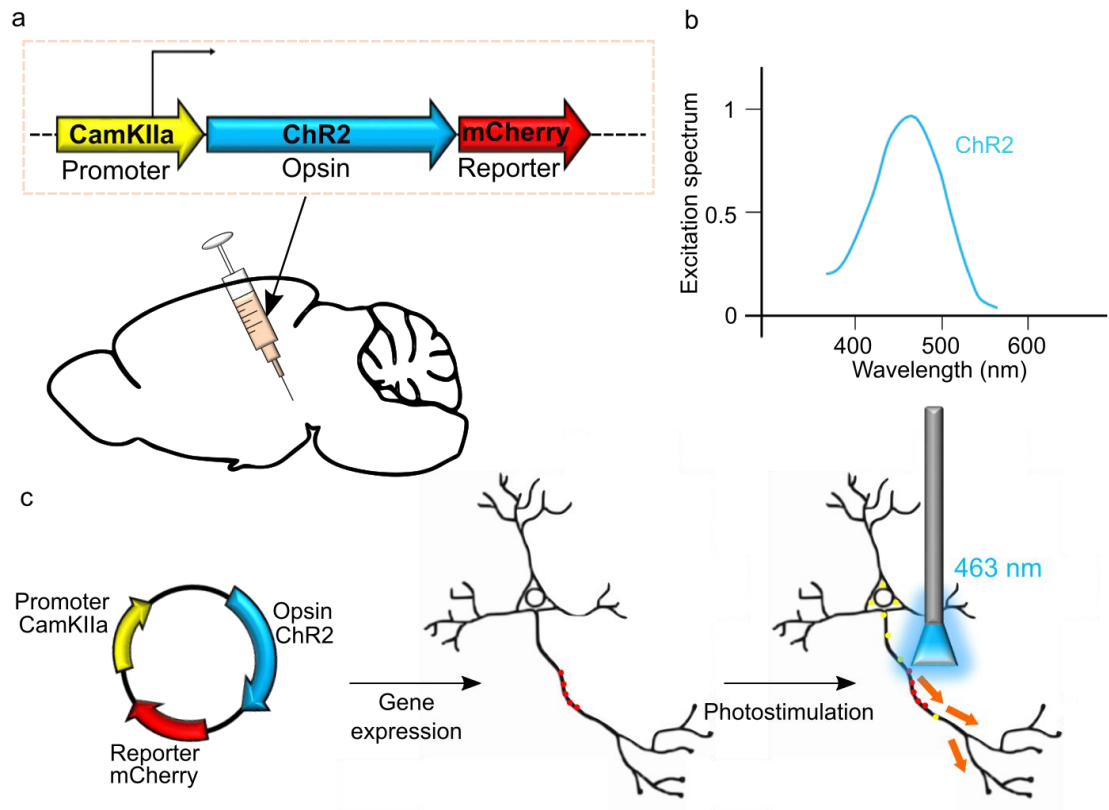 a
CamKIIa
ChR2
mCherry
Promoter
Opsin
Reporter
b
Excitation spectrum
1
0.5
0
ChR2
400
500
600
Wavelength (nm)
c
Promoter
CamKIIa
Opsin
ChR2
Reporter
mCherry
Gene
expression
Photostimulation
463 nm